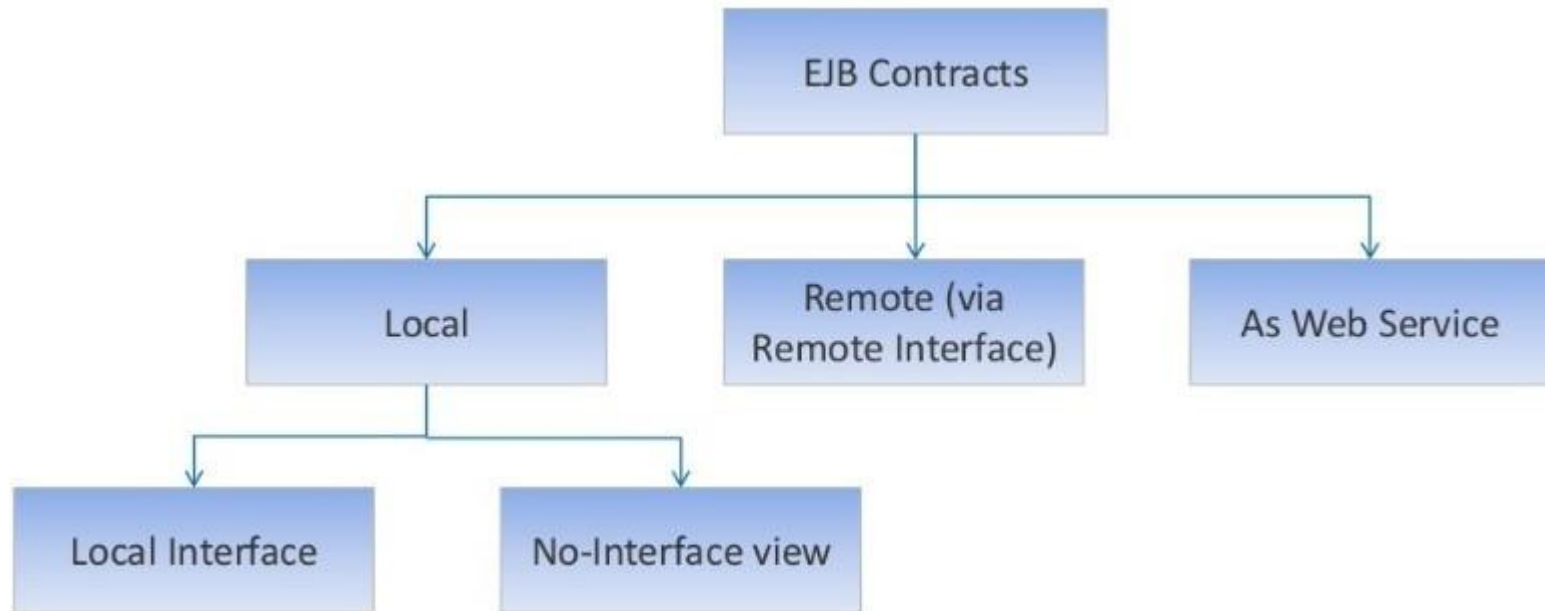 EJB Contracts
Local
Remote (via
Remote Interface)
As Web Service
Local Interface
No-Interface view